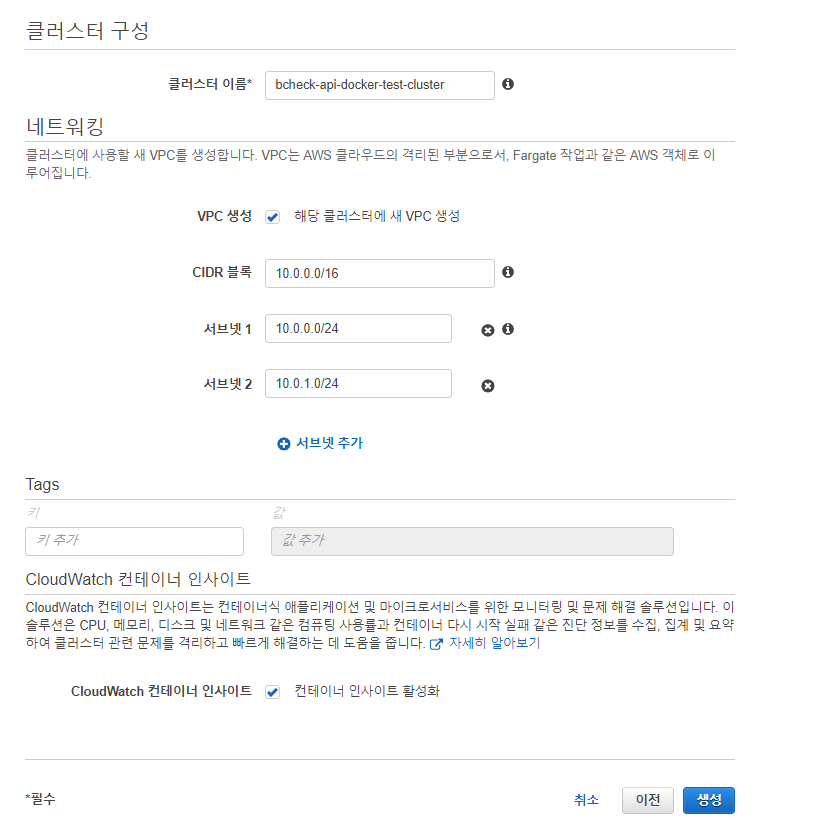 클러스터 구성
클러스터 이름* bcheck-api-docker-test-cluster
네트워킹
클러스터에 사용할 새 VPC를 생성합니다. VPC는 AWS 클라우드의 격리된 부분으로서, Fargate 작업과 같은 AWS 객체로 이
루어집니다.
VPC 생성 해당 클러스터에 새 VPC 생성
CIDR 블록 10.0.0.0/16
서브넷 1 10.0.0.0/24
서브넷 2 10.0.1.0/24
서브넷 추가
Tags
키 값
키 추가 값 추가
CloudWatch 컨테이너 인사이트
CloudWatch 컨테이너 인사이트는 컨테이너식 애플리케이션 및 마이크로서비스를 위한 모니터링 및 문제 해결 솔루션입니다. 이
솔루션은 CPU, 메모리, 디스크 및 네트워크 같은 컴퓨팅 사용률과 컨테이너 다시 시작 실패 같은 진단 정보를 수집, 집계 및 요약
하여 클러스터 관련 문제를 격리하고 빠르게 해결하는 데 도움을 줍니다. 자세히 알아보기
CloudWatch 컨테이너 인사이트 컨테이너 인사이트 활성화
*필수 취소 이전 생성